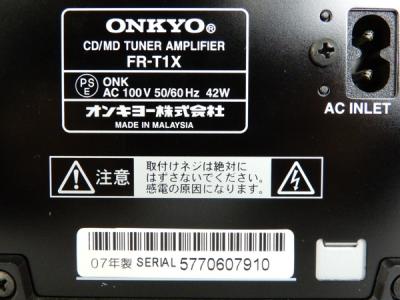 ONKYO®
CD/MD TUNER AMPLIFIER
FR-T1X
PS E ONK
AC 100V 50/60Hz 42W
オンキヨー株式会社
MADE IN MALAYSIA
AC INLET
注意
取付けネジは絶対に
はずさないでください。
感電の原因になります。
07年製 SERIAL 5770607910